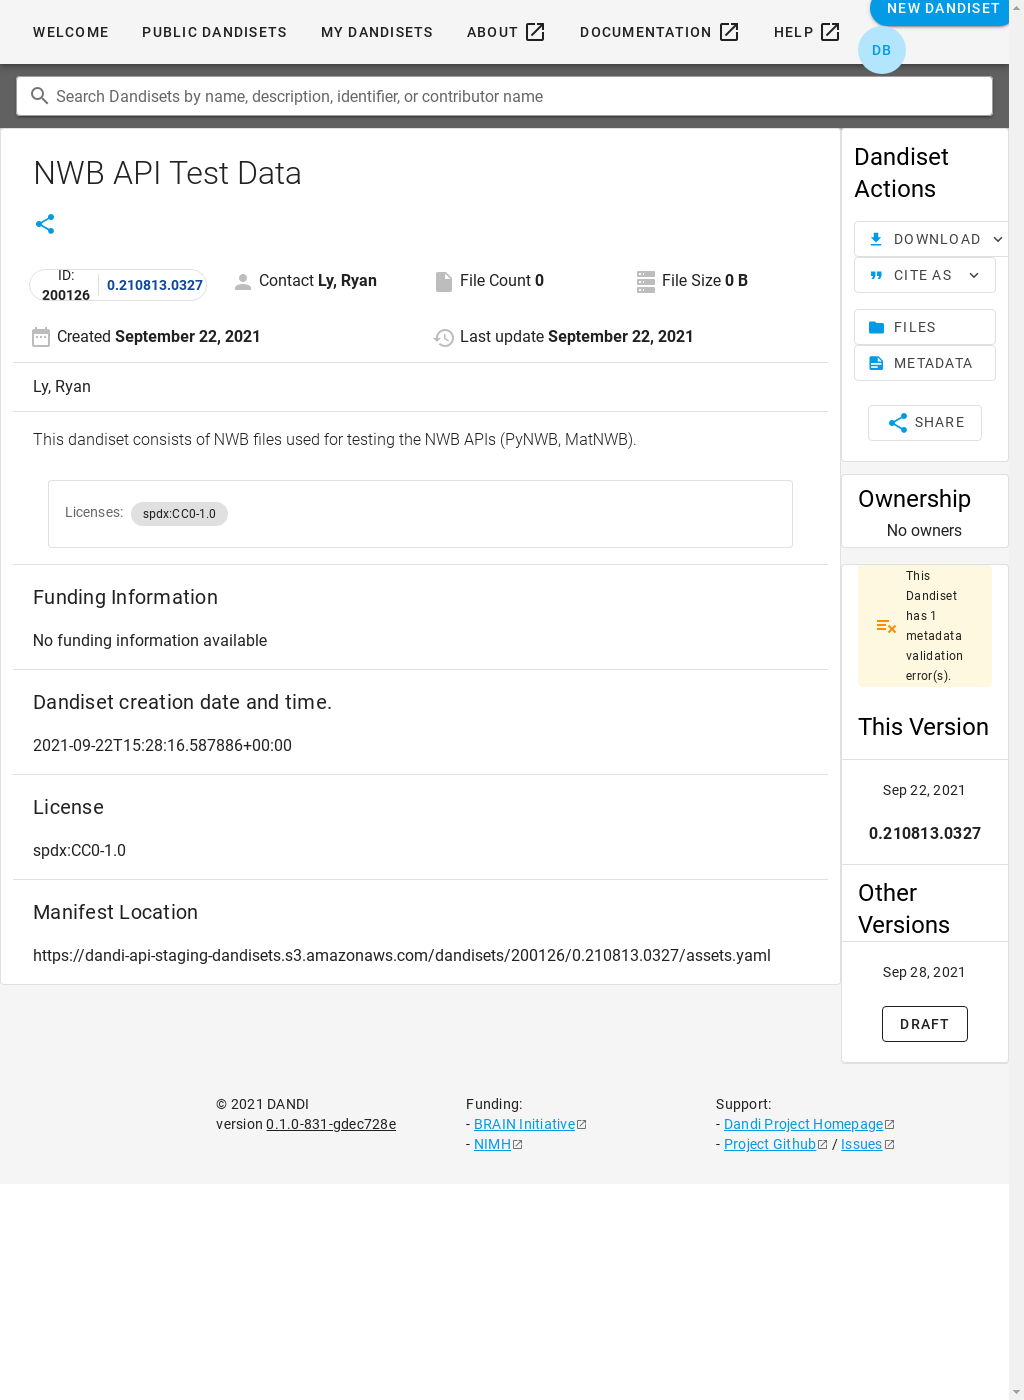 WELCOME PUBLIC DANDISETS MY DANDISETS ABOUT DOCUMENTATION HELP NEW DANDISET
DB
Search Dandisets by name, description, identifier, or contributor name
NWB API Test Data
ID:
200126
0.210813.0327
Contact Ly, Ryan
File Count 0
File Size 0 B
Created September 22, 2021
Last update September 22, 2021
Ly, Ryan
This dandiset consists of NWB files used for testing the NWB APIs (PyNWB, MatNWB).
Licenses: spdx:CC0-1.0
Funding Information
No funding information available
Dandiset creation date and time.
2021-09-22T15:28:16.587886+00:00
License
spdx:CC0-1.0
Manifest Location
https://dandi-api-staging-dandisets.s3.amazonaws.com/dandisets/200126/0.210813.0327/assets.yaml
Dandiset
Actions
DOWNLOAD
CITE AS
FILES
METADATA
SHARE
Ownership
No owners
This
Dandiset
has 1
metadata
validation
error(s).
This Version
Sep 22, 2021
0.210813.0327
Other
Versions
Sep 28, 2021
DRAFT
© 2021 DANDI
version 0.1.0-831-gdec728e
Funding:
- BRAIN Initiative
- NIMH
Support:
- Dandi Project Homepage
- Project Github / Issues